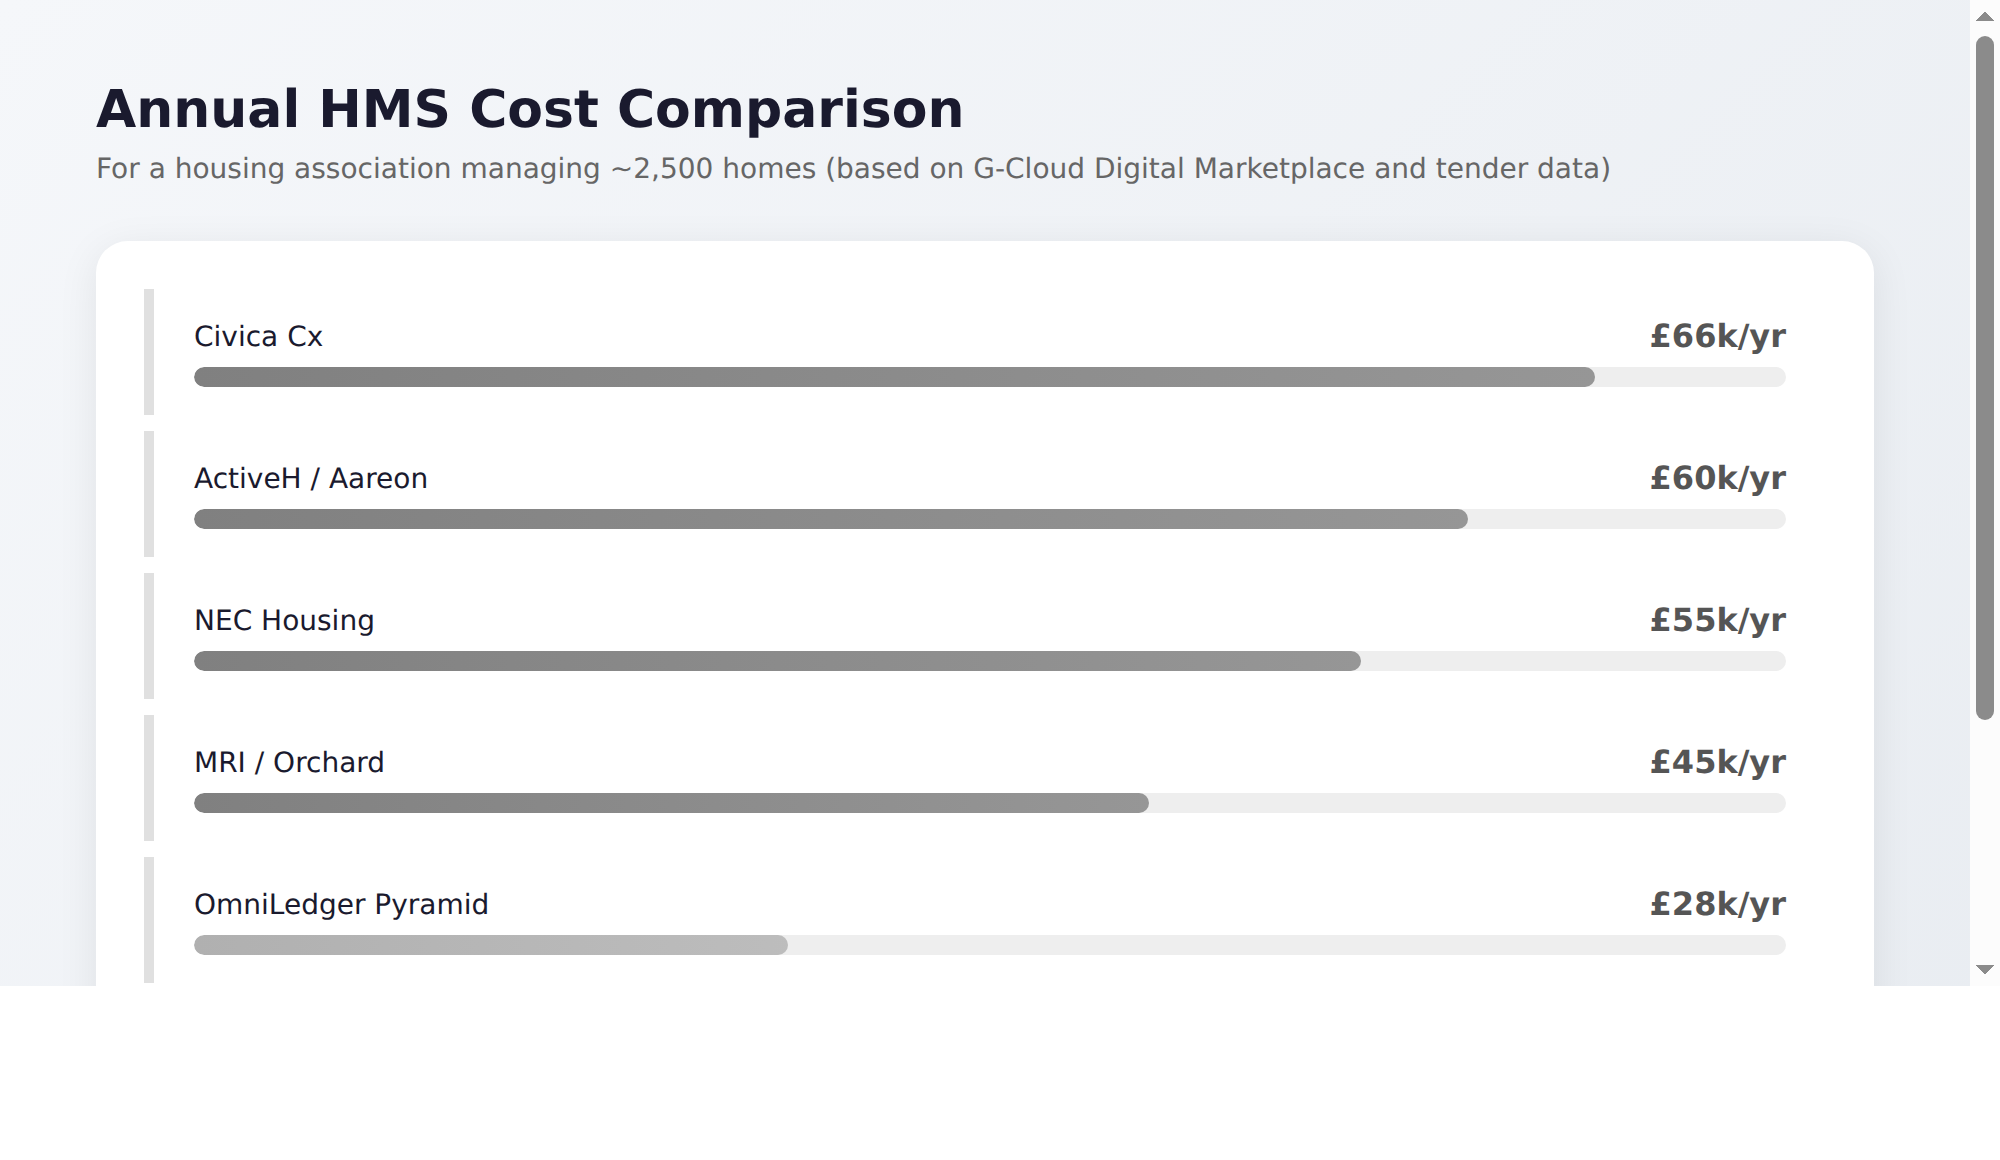 Annual HMS Cost Comparison
For a housing association managing ~2,500 homes (based on G-Cloud Digital Marketplace and tender data)
Civica Cx £66k/yr
ActiveH / Aareon £60k/yr
NEC Housing £55k/yr
MRI / Orchard £45k/yr
OmniLedger Pyramid £28k/yr